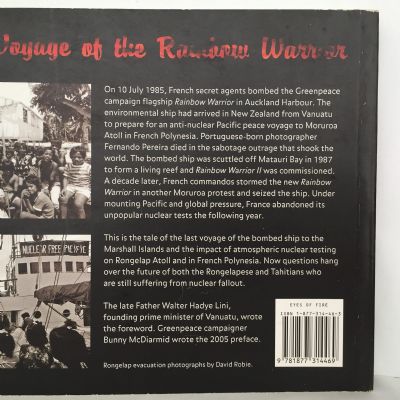 Voyage of the Rainbow Warrior
On 10 July 1985, French secret agents bombed the Greenpeace
campaign flagship Rainbow Warrior in Auckland Harbour. The
environmental ship had arrived in New Zealand from Vanuatu
to prepare for an anti-nuclear Pacific peace voyage to Moruroa
Atoll in French Polynesia. Portuguese-born photographer
Fernando Pereira died in the sabotage outrage that shook
the world. The bombed ship was scuttled off Matauri Bay in 1987
to form a living reef and Rainbow Warrior II was commissioned.
A decade later, French commandos stormed the new Rainbow
Warrior in another Moruroa protest and seized the ship. Under
mounting Pacific and global pressure, France abandoned its
unpopular nuclear tests the following year.
NUCLEAR FREE PACIFIC
This is the tale of the last voyage of the bombed ship to the
Marshall Islands and the impact of atmospheric nuclear testing
on Rongelap Atoll and in French Polynesia. Now questions hang
over the future of both the Rongelapese and Tahitians who
are still suffering from nuclear fallout.
The late Father Walter Hadye Lini,
founding prime minister of Vanuatu, wrote
the foreword. Greenpeace campaigner
Bunny McDiarmid wrote the 2005 preface.
Rongelap evacuation photographs by David Robie.
EYES OF FIRE
ISBN 1-877-314-46-3
9 781877 314469